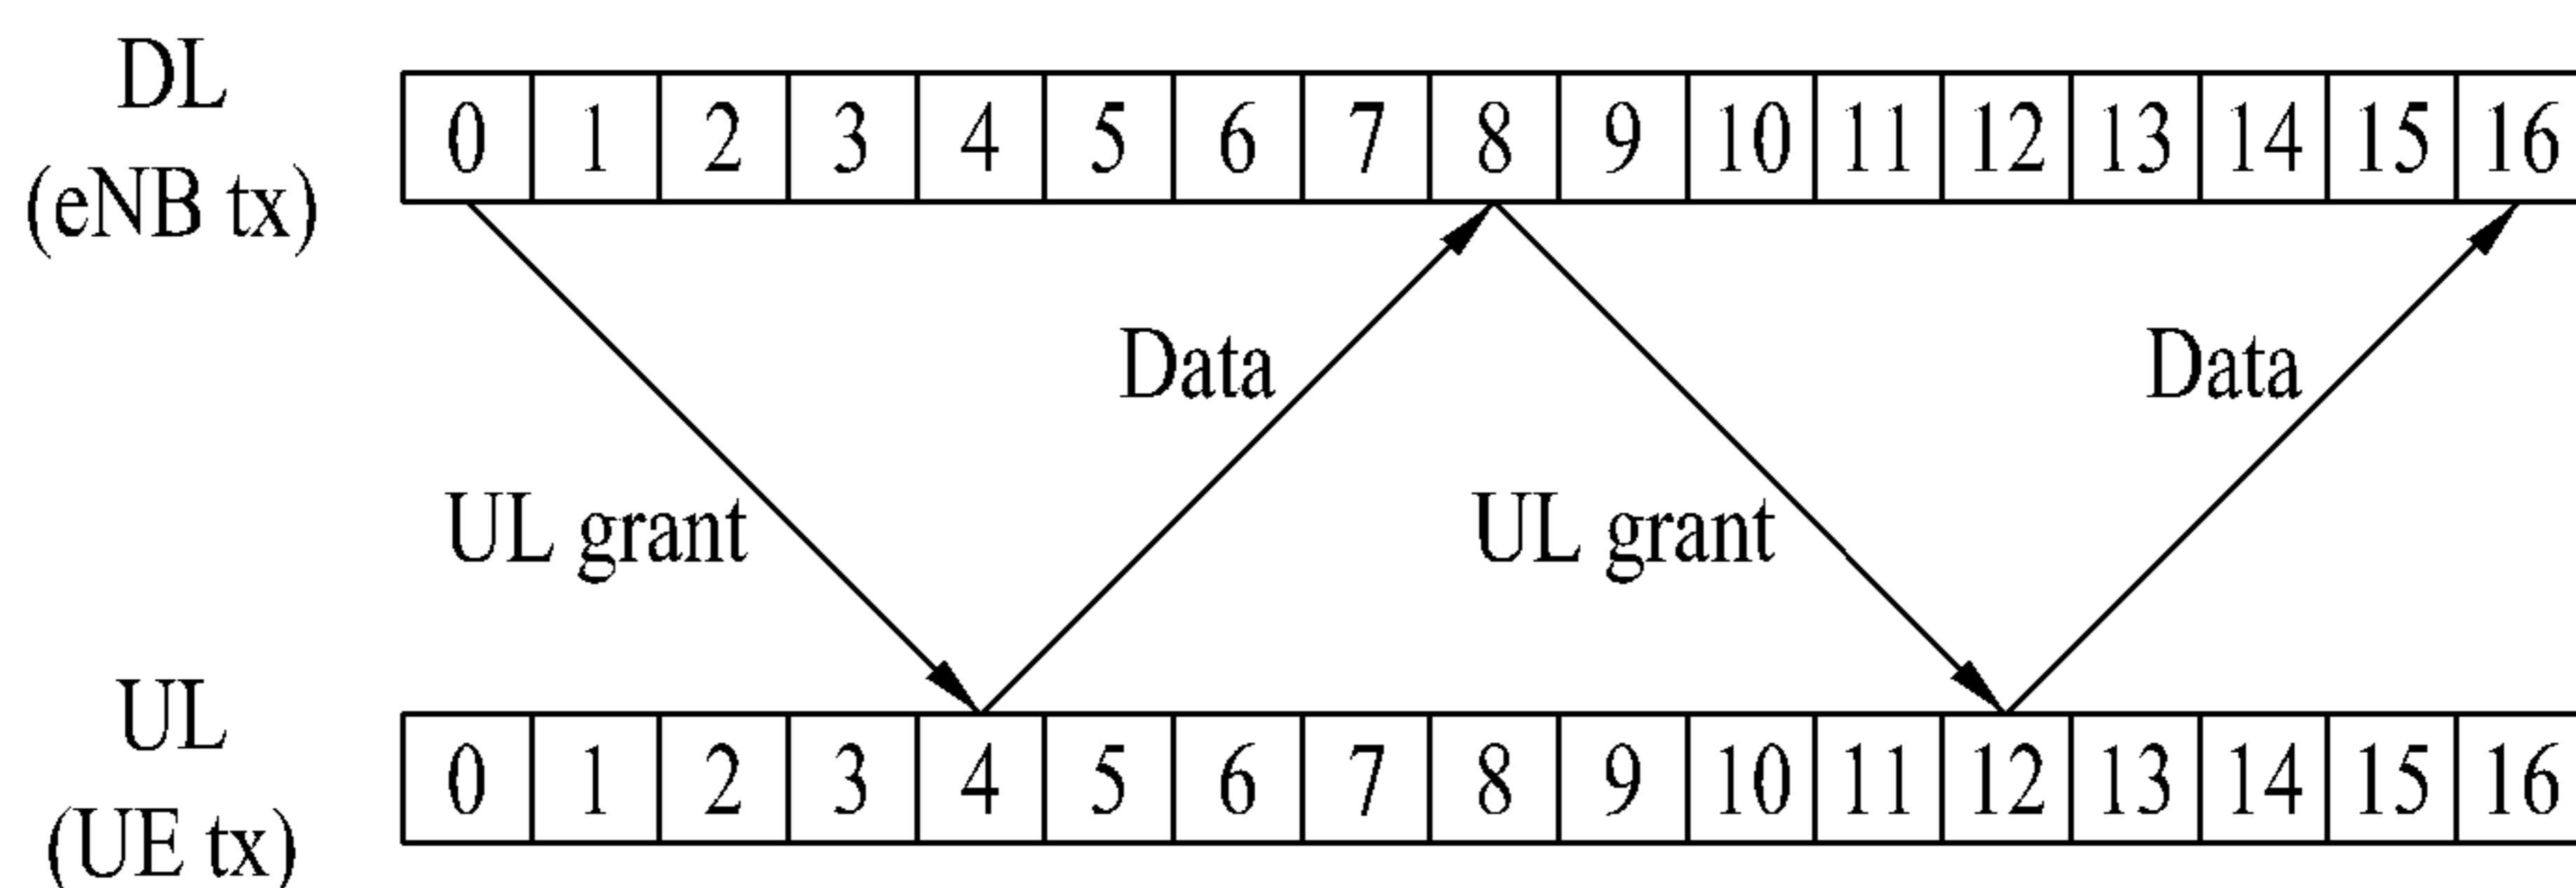 DL
(eNB tx)
0 1 2 3 4 5 6 7 8 9 10 11 12 13 14 15 16
Data Data
UL grant UL grant
UL
(UE tx)
0 1 2 3 4 5 6 7 8 9 10 11 12 13 14 15 16